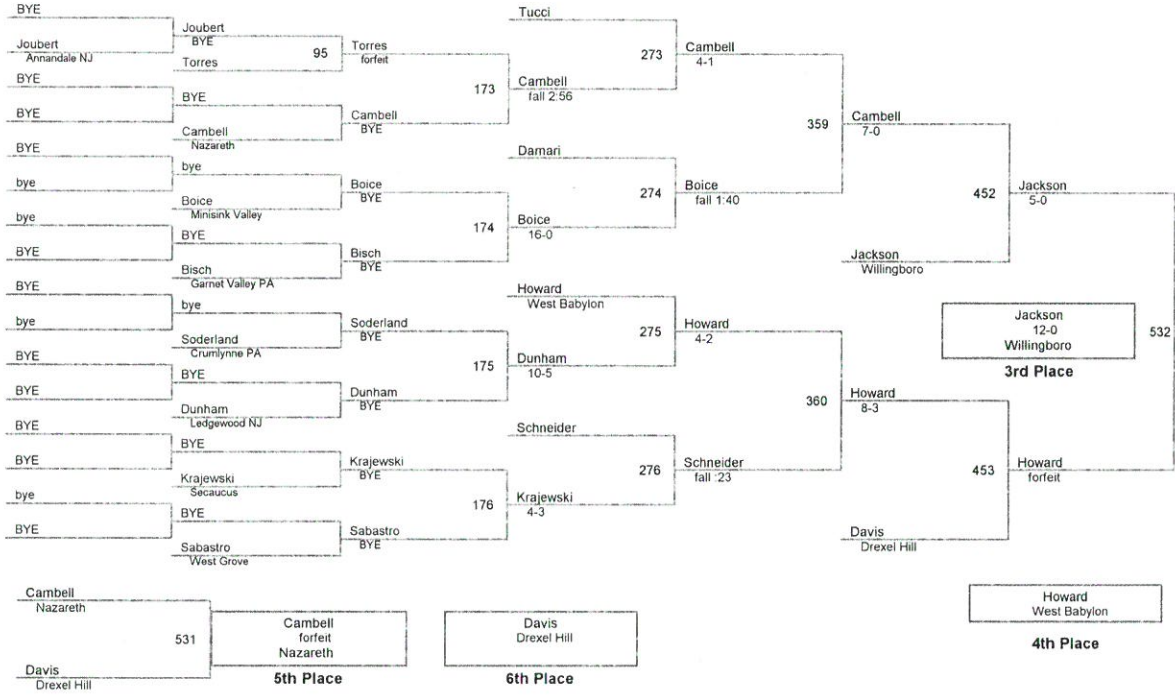 BYE
Joubert
Annandale NJ
BYE
BYE
BYE
bye
bye
BYE
BYE
bye
BYE
BYE
BYE
BYE
bye
BYE
Joubert
BYE
Torres
BYE
Cambell
Nazareth
bye
Boice
Minisink Valley
BYE
Bisch
Garnet Valley PA
bye
Soderland
Crumlynne PA
BYE
Dunham
Ledgewood NJ
BYE
Krajewski
Secaucus
BYE
Sabastro
West Grove
95
Torres
forfeit
Cambell
BYE
Boice
BYE
Bisch
BYE
Soderland
BYE
Dunham
BYE
Krajewski
BYE
Sabastro
BYE
173
174
175
176
Tucci
Cambell
fall 2:56
Damari
Boice
16-0
Howard
West Babylon
Dunham
10-5
Schneider
Krajewski
4-3
273
274
275
276
Cambell
4-1
Boice
fall 1:40
Howard
4-2
Schneider
fall :23
359
360
Cambell
7-0
Jackson
Willingboro
Howard
8-3
Davis
Drexel Hill
452
453
Jackson
5-0
Howard
forfeit
532
Jackson
12-0
Willingboro
3rd Place
Howard
West Babylon
4th Place
Cambell
Nazareth
Davis
Drexel Hill
531
Cambell
forfeit
Nazareth
5th Place
Davis
Drexel Hill
6th Place